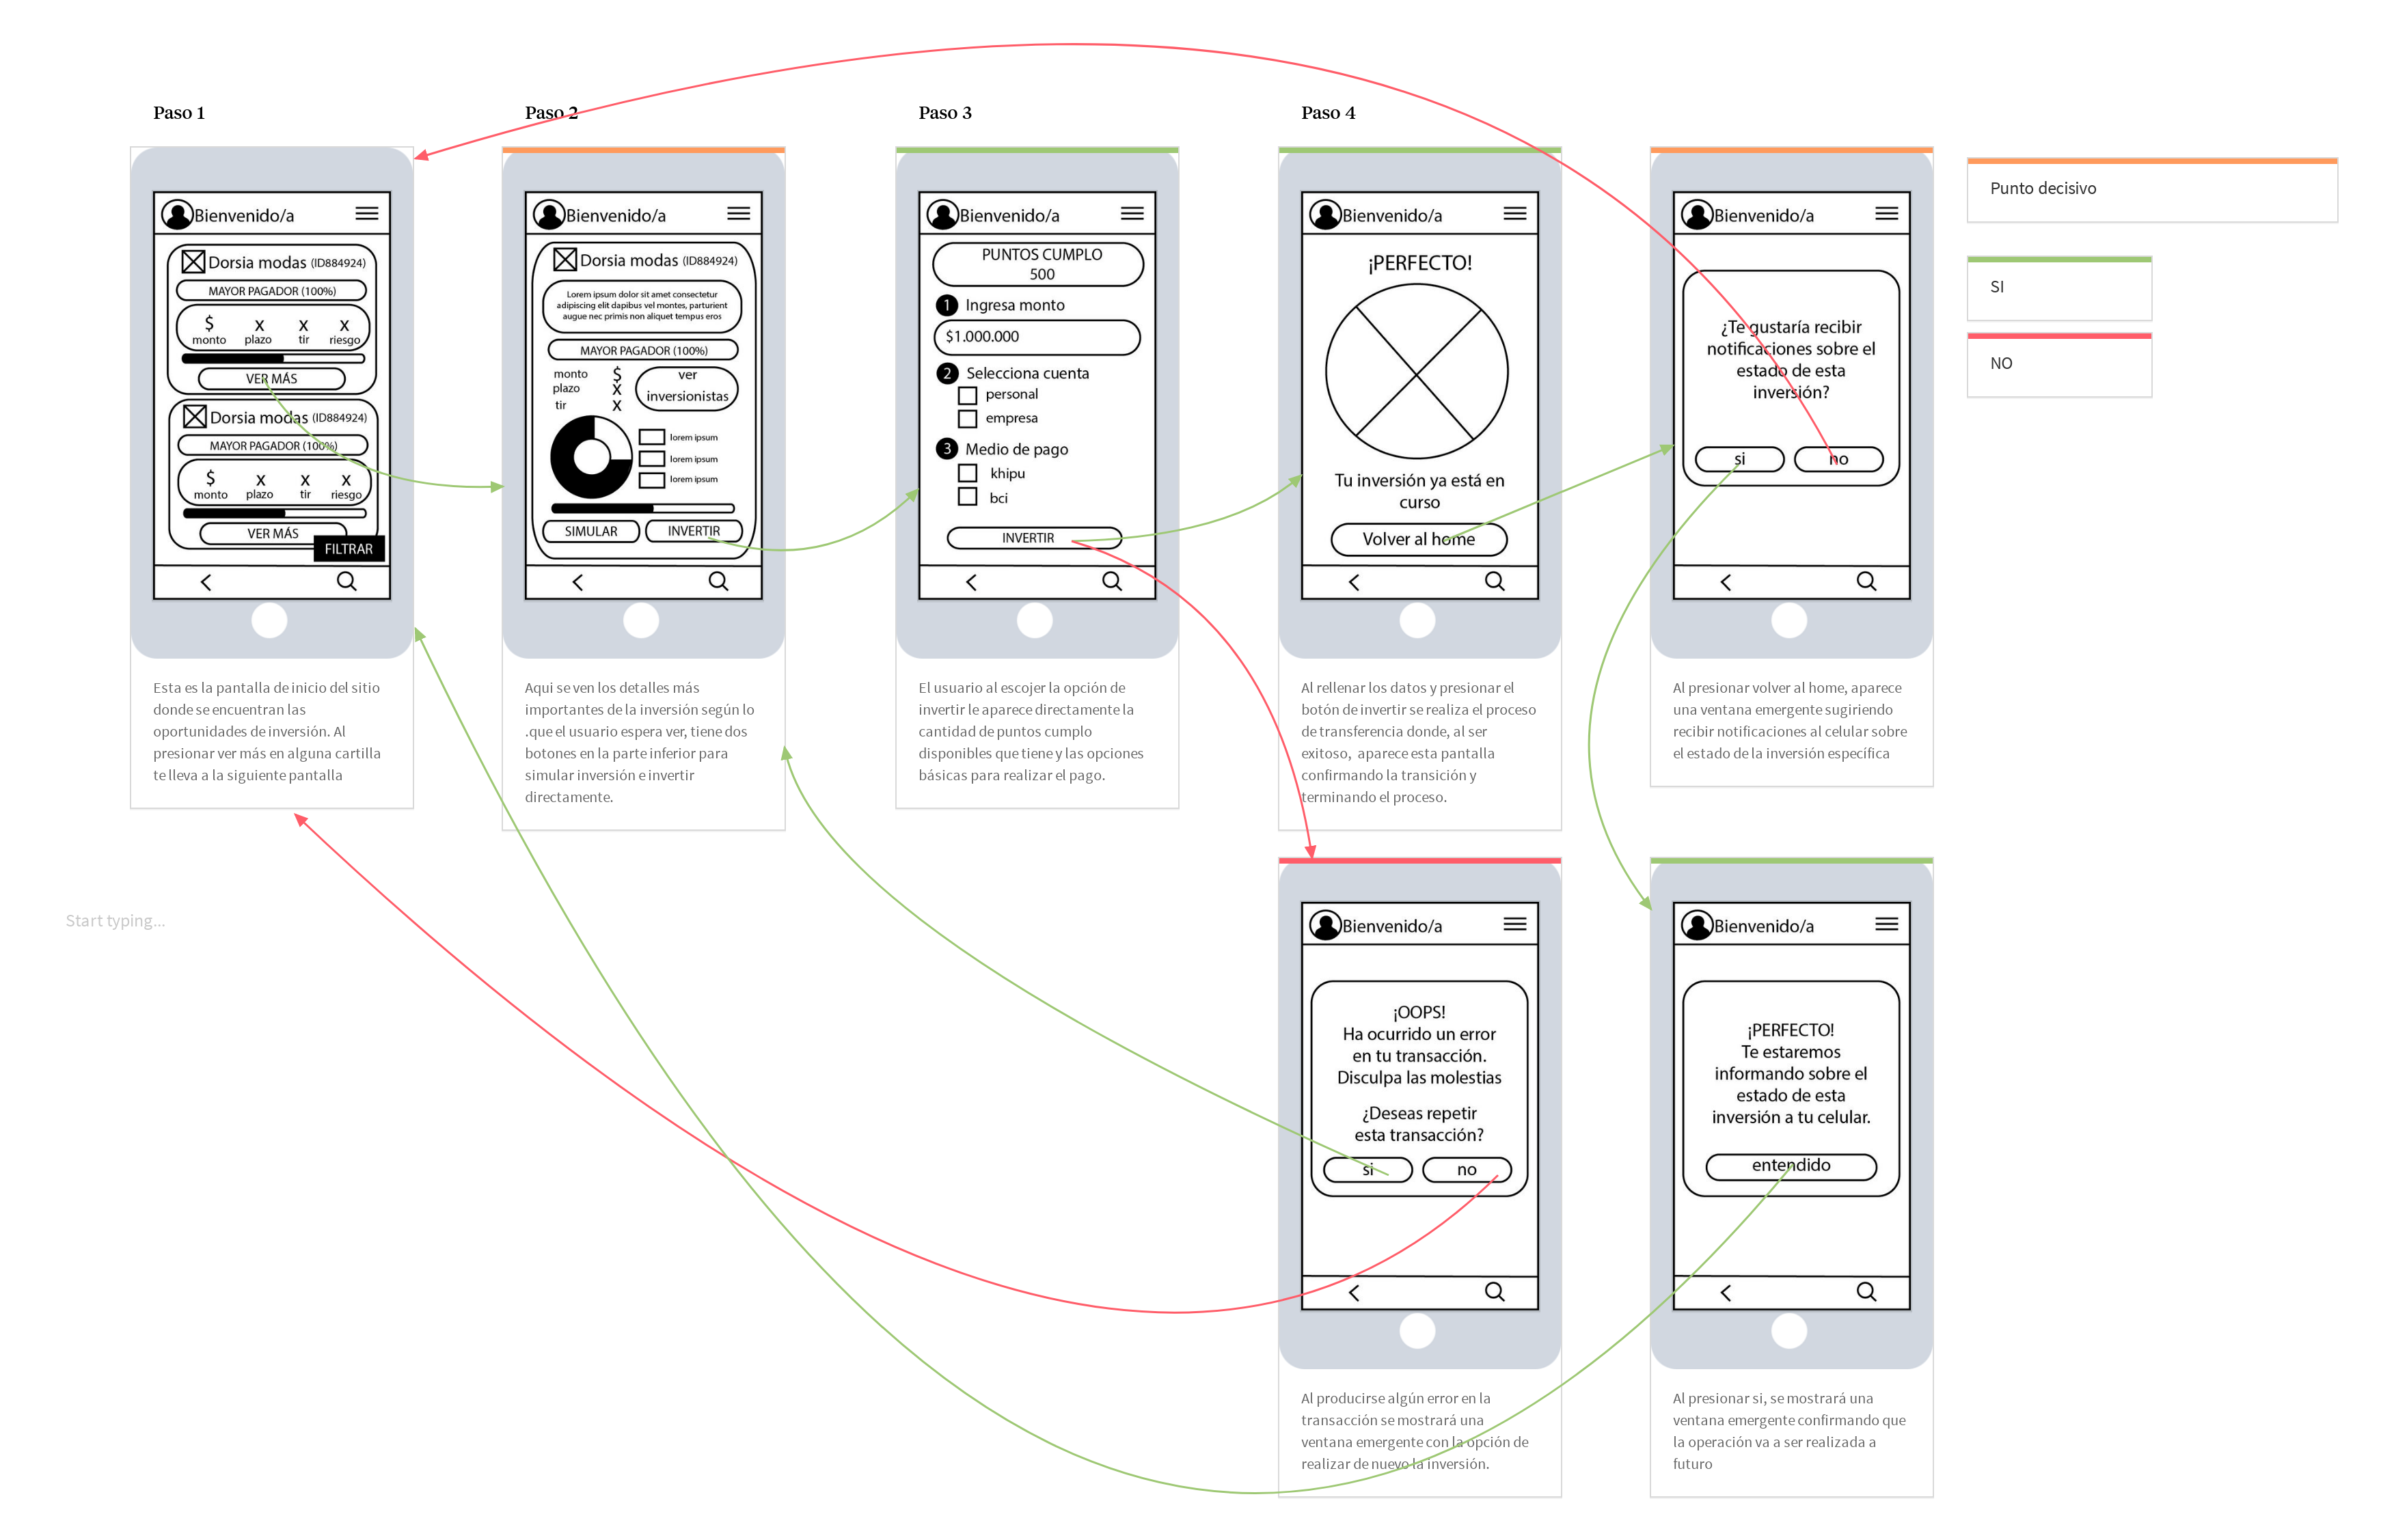 Paso 1
Bienvenido/a
Dorsia modas (ID884924)
MAYOR PAGADOR (100%)
$ x x x
monto plazo tir riesgo
VER MÁS
Dorsia modas (ID884924)
MAYOR PAGADOR (100%)
$ x x x
monto plazo tir riesgo
VER MÁS
FILTRAR
Esta es la pantalla de inicio del sitio
donde se encuentran las
oportunidades de inversión. Al
presionar ver más en alguna cartilla
te lleva a la siguiente pantalla
Paso 2
Bienvenido/a
Dorsia modas (ID884924)
Lorem ipsum dolor sit amet consectetur
adipiscing elit dapibus vel montes, parturient
augue nec primis non aliquet tempus eros
MAYOR PAGADOR (100%)
monto $
plazo X
tir X
ver
inversionistas
lorem ipsum
lorem ipsum
lorem ipsum
SIMULAR INVERTIR
Aqui se ven los detalles más
importantes de la inversión según lo
.que el usuario espera ver, tiene dos
botones en la parte inferior para
simular inversión e invertir
directamente.
Paso 3
Bienvenido/a
PUNTOS CUMPLO
500
1 Ingresa monto
$1.000.000
2 Selecciona cuenta
personal
empresa
3 Medio de pago
khipu
bci
INVERTIR
El usuario al escojer la opción de
invertir le aparece directamente la
cantidad de puntos cumplo
disponibles que tiene y las opciones
básicas para realizar el pago.
Paso 4
Bienvenido/a
¡PERFECTO!
Tu inversión ya está en
curso
Volver al home
Al rellenar los datos y presionar el
botón de invertir se realiza el proceso
de transferencia donde, al ser
exitoso, aparece esta pantalla
confirmando la transición y
terminando el proceso.
Bienvenido/a
¿Te gustaría recibir
notificaciones sobre el
estado de esta
inversión?
si no
Al presionar volver al home, aparece
una ventana emergente sugiriendo
recibir notificaciones al celular sobre
el estado de la inversión específica
Punto decisivo
SI
NO
Start typing...
Bienvenido/a
¡OOPS!
Ha ocurrido un error
en tu transacción.
Disculpa las molestias
¿Deseas repetir
esta transacción?
si no
Al producirse algún error en la
transacción se mostrará una
ventana emergente con la opción de
realizar de nuevo la inversión.
Bienvenido/a
¡PERFECTO!
Te estaremos
informando sobre el
estado de esta
inversión a tu celular.
entendido
Al presionar si, se mostrará una
ventana emergente confirmando que
la operación va a ser realizada a
futuro